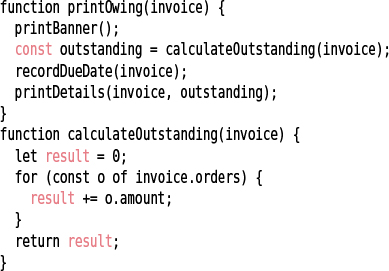 function printOwing(invoice) {
  printBanner();
  const outstanding = calculateOutstanding(invoice);
  recordDueDate(invoice);
  printDetails(invoice, outstanding);
}
function calculateOutstanding(invoice) {
  let result = 0;
  for (const o of invoice.orders) {
    result += o.amount;
  }
  return result;
}